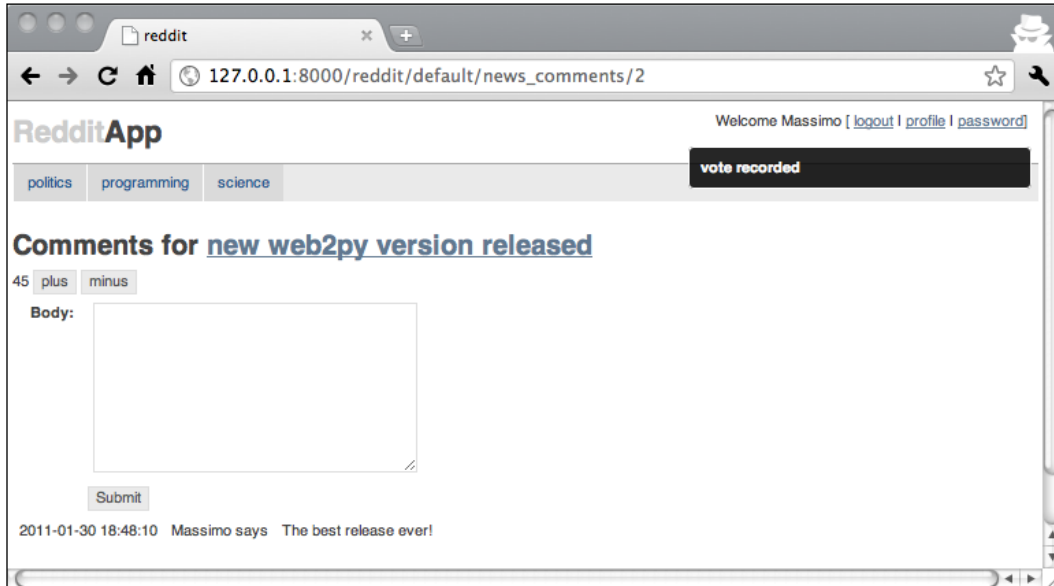 reddit
127.0.0.1:8000/reddit/default/news_comments/2
RedditApp
Welcome Massimo [ logout | profile | password]
vote recorded
politics programming science
Comments for new web2py version released
45 plus minus
Body:
Submit
2011-01-30 18:48:10 Massimo says The best release ever!